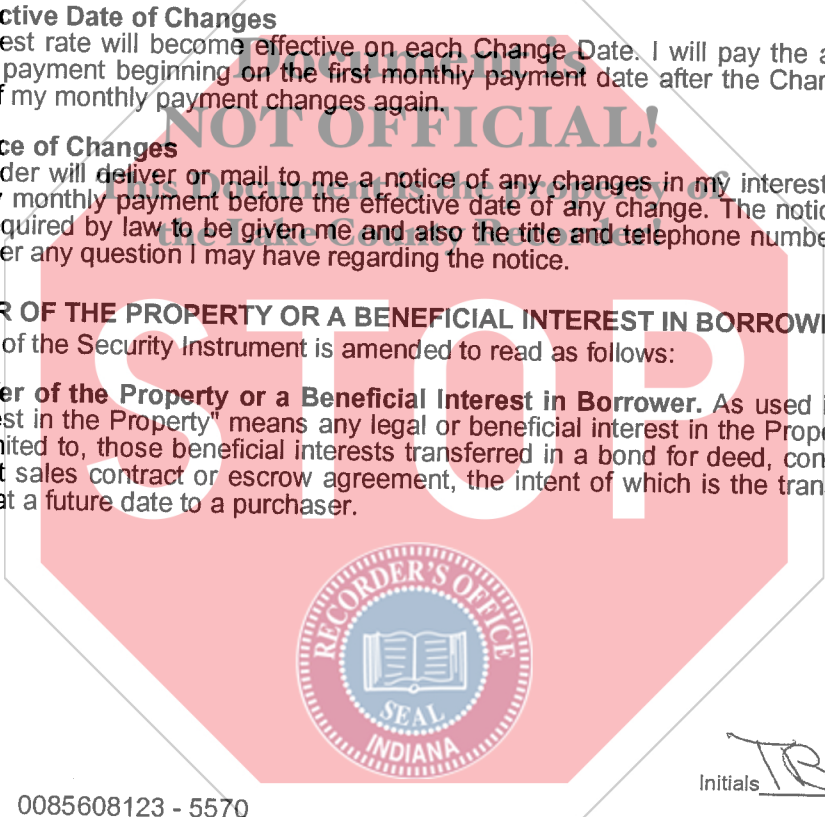 ctive Date of Changes
est rate will become effective on each Change Date. I will pay the a
payment beginning on the first monthly payment date after the Char
f my monthly payment changes again.
Document is
NOT OFFICIAL!
This Document is the property of
the Lake County Recorder!
ce of Changes
der will deliver or mail to me a notice of any changes in my interest
monthly payment before the effective date of any change. The notic
quired by law to be given me and also the title and telephone numbe
er any question I may have regarding the notice.
R OF THE PROPERTY OR A BENEFICIAL INTEREST IN BORROWE
of the Security Instrument is amended to read as follows:
er of the Property or a Beneficial Interest in Borrower. As used i
est in the Property" means any legal or beneficial interest in the Prope
nited to, those beneficial interests transferred in a bond for deed, con
t sales contract or escrow agreement, the intent of which is the tran
at a future date to a purchaser.
STOP
RECORDER'S OFFICE
SEAL
INDIANA
Initials
0085608123 - 5570